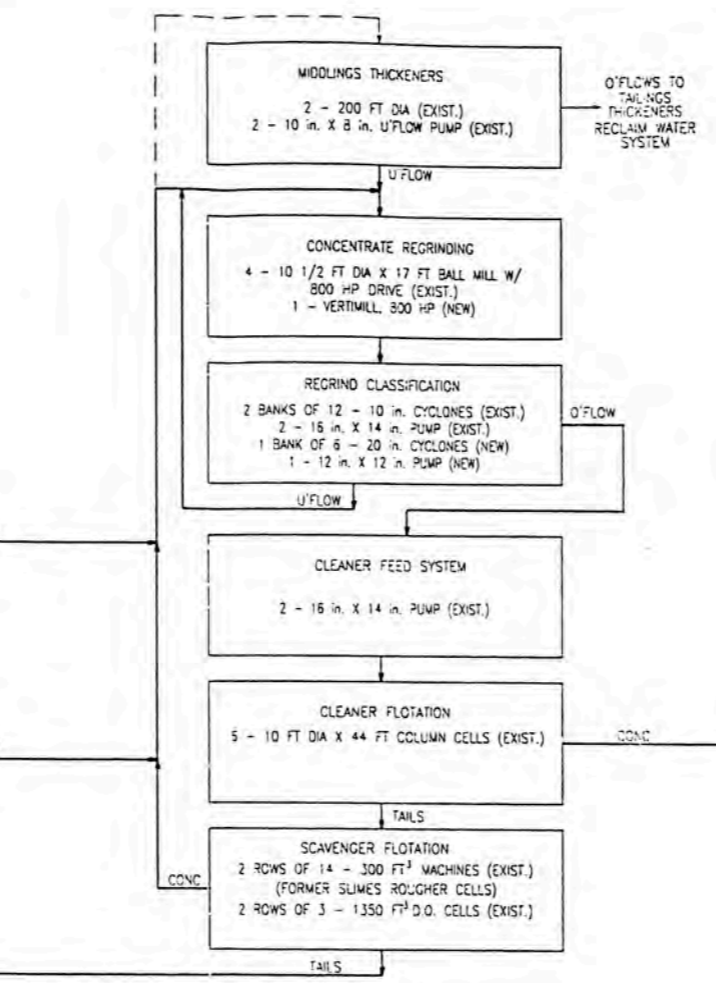 MIDDLINGS THICKENERS
2 - 200 FT DIA (EXIST.)
2 - 10 in. X 8 in. U'FLOW PUMP (EXIST.)
O'FLOWS TO
TAILINGS
THICKENERS
RECLAIM WATER
SYSTEM
U'FLOW
CONCENTRATE REGRINDING
4 - 10 1/2 FT DIA X 17 FT BALL MILL W/
800 HP DRIVE (EXIST.)
1 - VERTIMILL, 800 HP (NEW)
REGRIND CLASSIFICATION
2 BANKS OF 12 - 10 in. CYCLONES (EXIST.)
2 - 16 in. X 14 in. PUMP (EXIST.)
1 BANK OF 6 - 20 in. CYCLONES (NEW)
1 - 12 in. X 12 in. PUMP (NEW)
O'FLOW
U'FLOW
CLEANER FEED SYSTEM
2 - 16 in. X 14 in. PUMP (EXIST.)
CLEANER FLOTATION
5 - 10 FT DIA X 44 FT COLUMN CELLS (EXIST.)
CONC
TAILS
SCAVENGER FLOTATION
2 ROWS OF 14 - 300 FT³ MACHINES (EXIST.)
(FORMER SLIMES ROUGHER CELLS)
2 ROWS OF 3 - 1350 FT³ D.O. CELLS (EXIST.)
CONC
TAILS